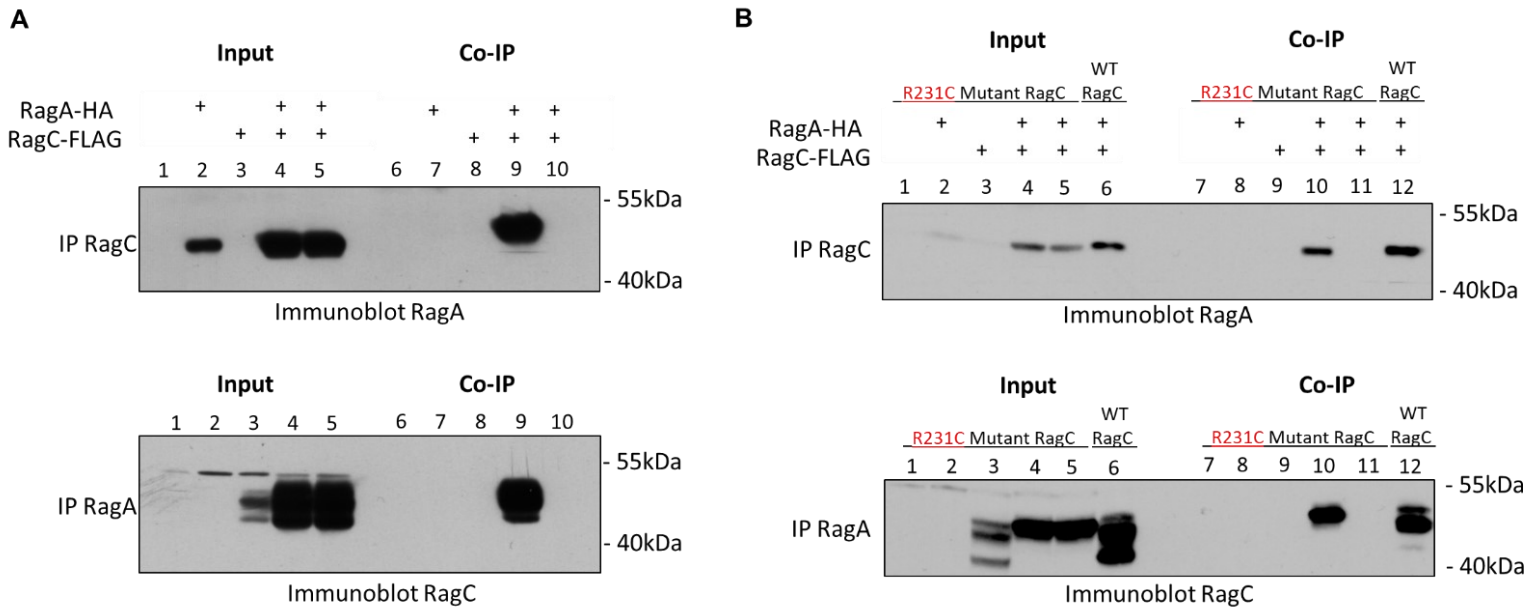 A
Input Co-IP
RagA-HA + + + + +
RagC-FLAG + + + + + +
1 2 3 4 5 6 7 8 9 10
- 55kDa
IP RagC
- 40kDa
Immunoblot RagA
Input Co-IP
1 2 3 4 5 6 7 8 9 10
- 55kDa
IP RagA
- 40kDa
Immunoblot RagC
B
Input Co-IP
WT WT
R231C Mutant RagC RagC R231C Mutant RagC RagC
RagA-HA + + + + + + + +
RagC-FLAG + + + + + + + +
1 2 3 4 5 6 7 8 9 10 11 12
- 55kDa
IP RagC
- 40kDa
Immunoblot RagA
Input Co-IP
WT WT
R231C Mutant RagC RagC R231C Mutant RagC RagC
1 2 3 4 5 6 7 8 9 10 11 12
- 55kDa
IP RagA
- 40kDa
Immunoblot RagC